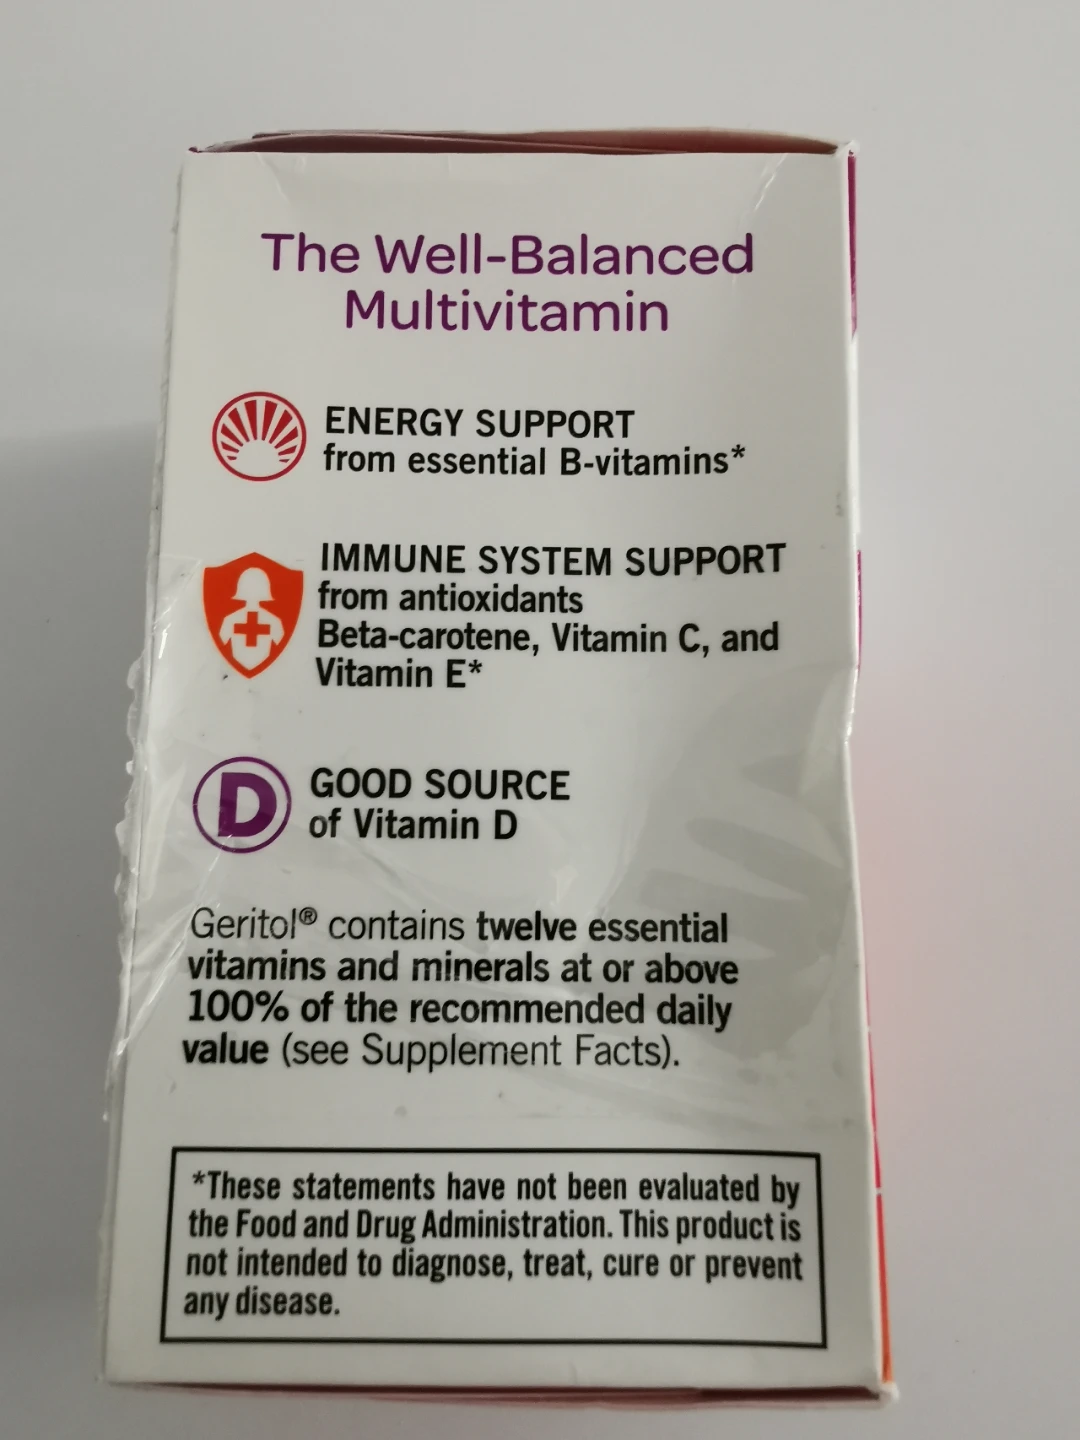 The Well-Balanced
Multivitamin
ENERGY SUPPORT
from essential B-vitamins*
IMMUNE SYSTEM SUPPORT
from antioxidants
Beta-carotene, Vitamin C, and
Vitamin E*
D
GOOD SOURCE
of Vitamin D
Geritol® contains twelve essential
vitamins and minerals at or above
100% of the recommended daily
value (see Supplement Facts).
*These statements have not been evaluated by
the Food and Drug Administration. This product is
not intended to diagnose, treat, cure or prevent
any disease.